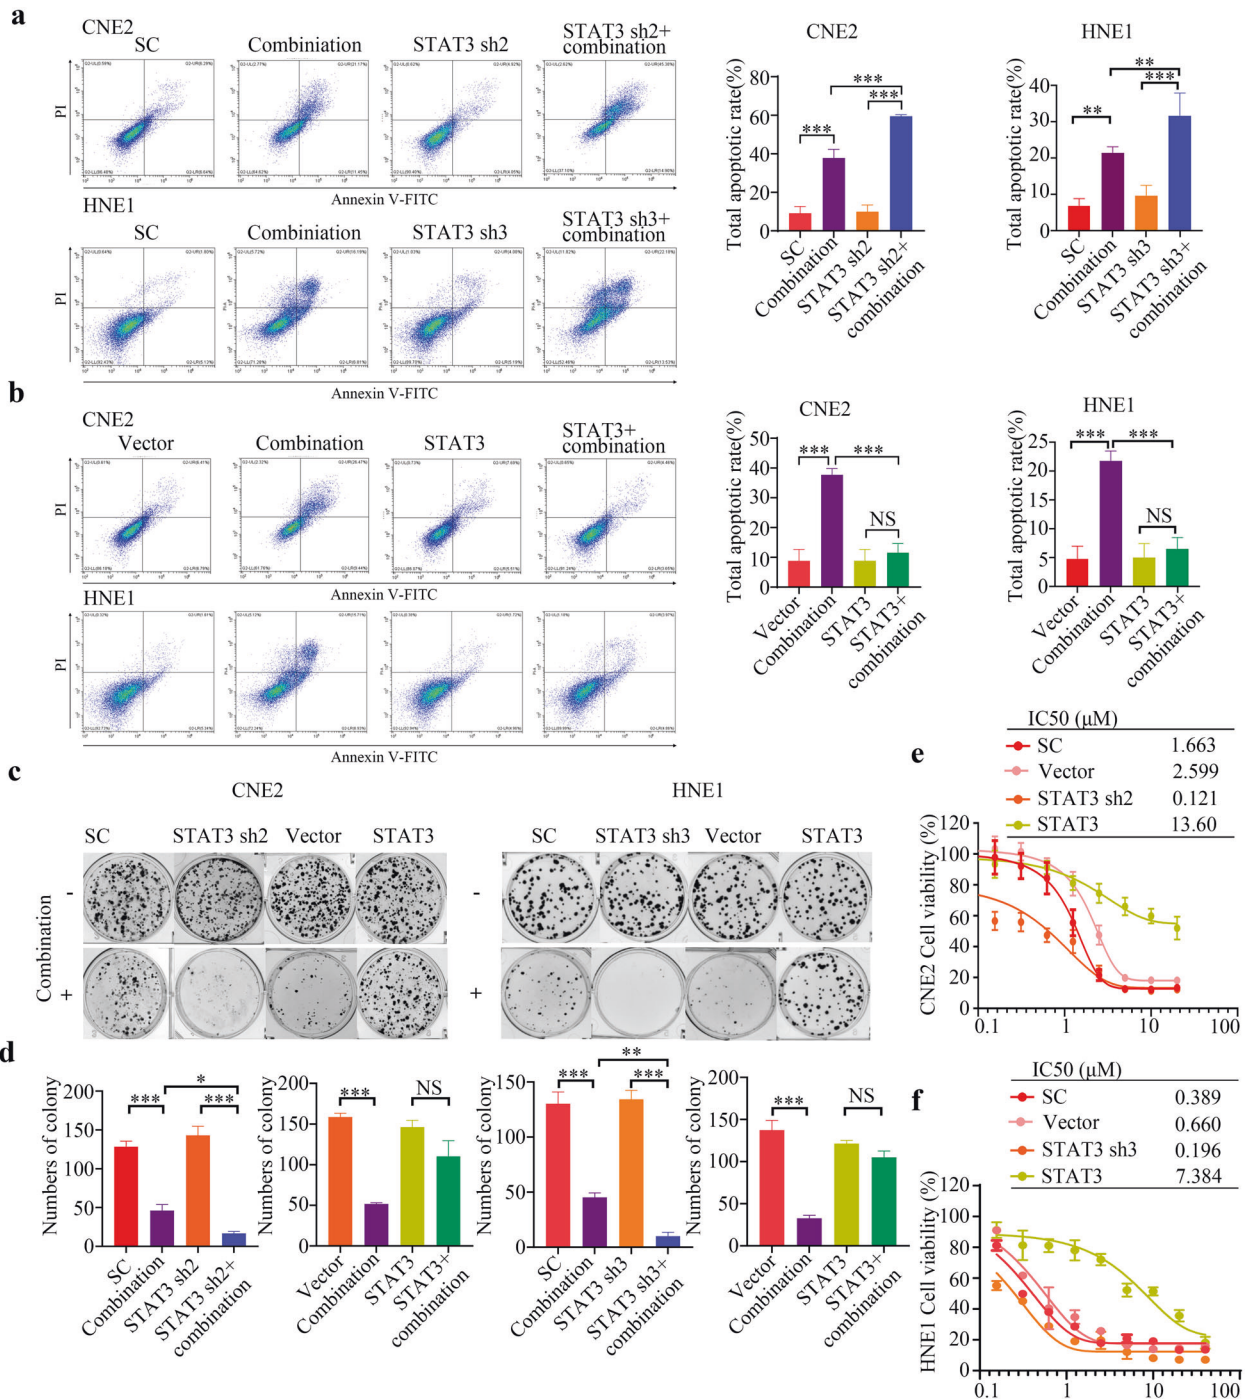 a
CNE2
SC
Combiniation
STAT3 sh2
STAT3 sh2+
combination
PI
Annexin V-FITC
HNE1
SC
Combiniation
STAT3 sh3
STAT3 sh3+
combination
PI
Annexin V-FITC
CNE2
Total apoptotic rate(%)
80
60
40
20
0
***
***
***
SC
Combination
STAT3 sh2
STAT3 sh2+
combination
HNE1
Total apoptotic rate(%)
40
30
20
10
0
**
***
**
SC
Combination
STAT3 sh3
STAT3 sh3+
combination
b
CNE2
Vector
Combination
STAT3
STAT3+
combination
PI
Annexin V-FITC
HNE1
PI
Annexin V-FITC
CNE2
Total apoptotic rate(%)
50
40
30
20
10
0
***
***
NS
Vector
Combination
STAT3
STAT3+
combination
HNE1
Total apoptotic rate(%)
25
20
15
10
5
0
***
***
NS
Vector
Combination
STAT3
STAT3+
combination
c
CNE2
HNE1
SC
STAT3 sh2
Vector
STAT3
SC
STAT3 sh3
Vector
STAT3
Combination
-
+
-
+
d
Numbers of colony
200
150
100
50
0
***
*
***
SC
Combination
STAT3 sh2
STAT3 sh2+
combination
Numbers of colony
200
150
100
50
0
***
NS
Vector
Combination
STAT3
STAT3+
combination
Numbers of colony
150
100
50
0
***
**
***
SC
Combination
STAT3 sh3
STAT3 sh3+
combination
Numbers of colony
200
150
100
50
0
***
NS
Vector
Combination
STAT3
STAT3+
combination
e
IC50 (μM)
SC 1.663
Vector 2.599
STAT3 sh2 0.121
STAT3 13.60
CNE2 Cell viability (%)
120
100
80
60
40
20
0
0.1 1 10 100
f
IC50 (μM)
SC 0.389
Vector 0.660
STAT3 sh3 0.196
STAT3 7.384
HNE1 Cell viability (%)
120
100
80
60
40
20
0
0.1 1 10 100